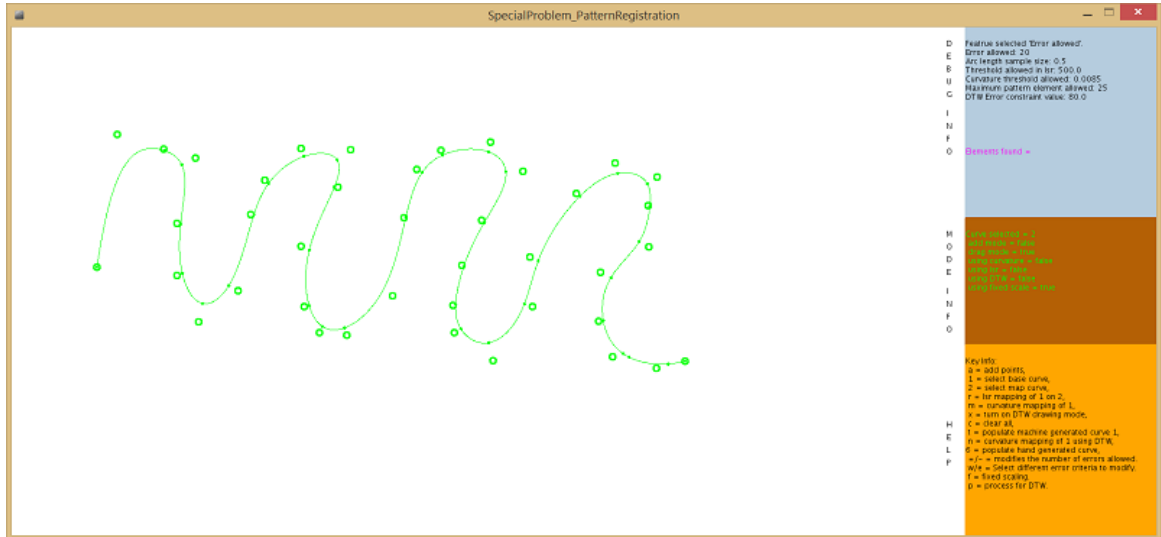 SpecialProblem_PatternRegistration
DEBUG INFO
Featrue selected 'Error allowed'.
Error allowed: 20
Arc length sample size: 0.5
Threshold allowed in lsr: 500.0
Curvature threshold allowed: 0.0085
Maximum pattern element allowed: 25
DTW Error constraint value: 80.0
Elements found =
MODE INFO
Curve selected = 2
add mode = false
drag mode = true
using curvature = false
using lsr = false
using DTW = false
using fixed scale = true
HELP
Key Info:
a = add points,
1 = select base curve,
2 = select map curve,
r = lsr mapping of 1 on 2,
m = curvature mapping of 1,
x = turn on DTW drawing mode,
c = clear all,
t = populate machine generated curve 1,
n = curvature mapping of 1 using DTW,
6 = populate hand generated curve,
+/- = modifies the number of errors allowed.
w/e = Select different error criteria to modify.
f = fixed scaling.
p = process for DTW.